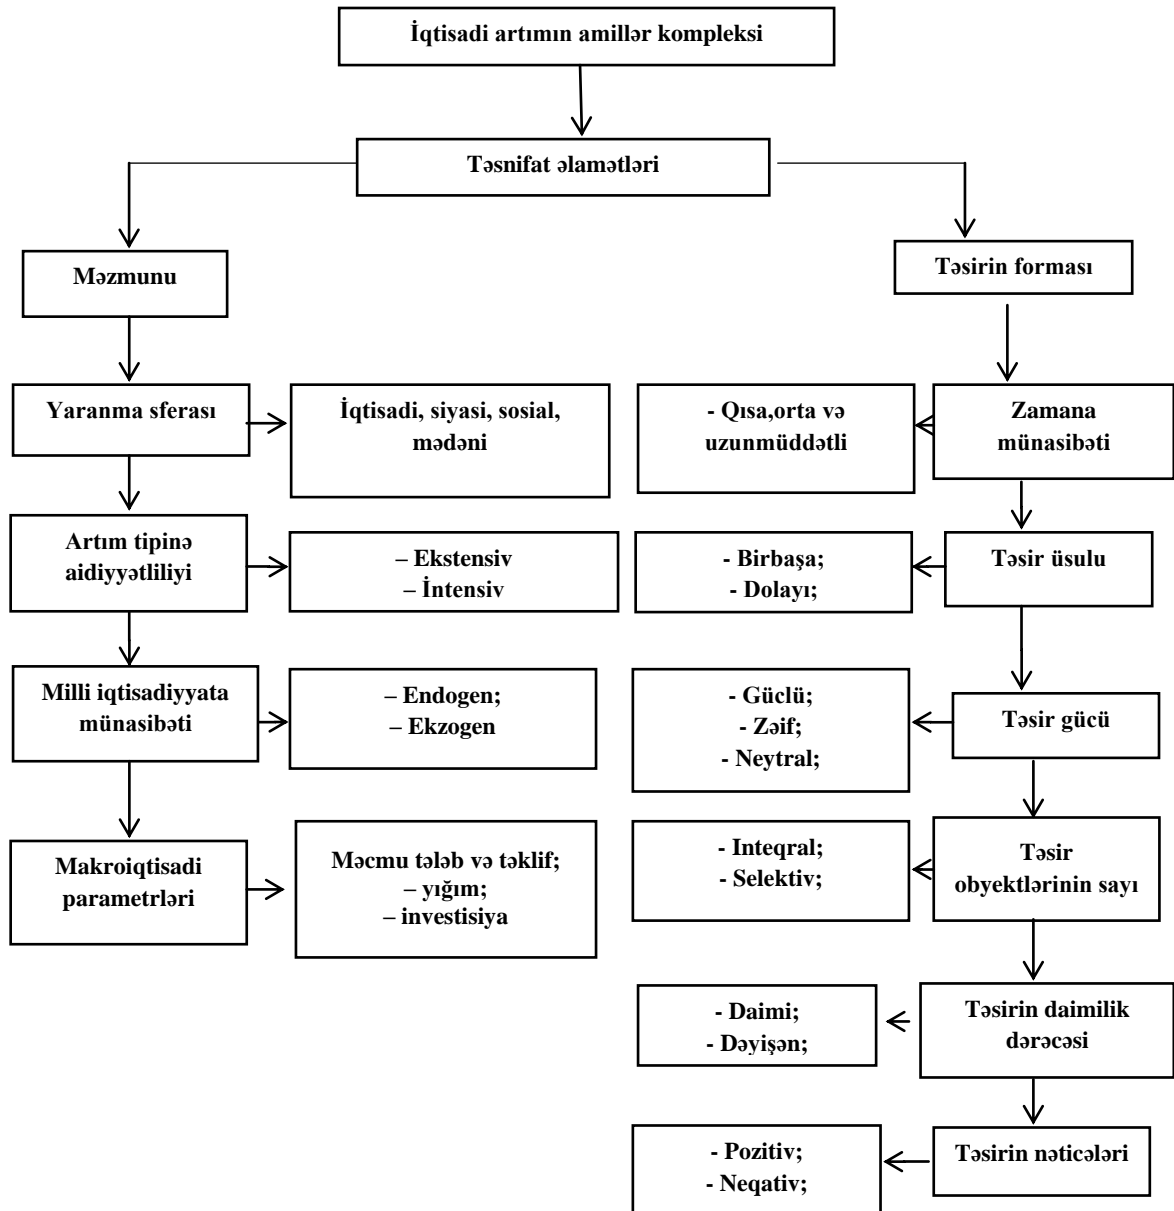 İqtisadi artımın amillər kompleksi
Təsnifat əlamətləri
Məzmunu
Təsirin forması
Yaranma sferası
İqtisadi, siyasi, sosial,
mədəni
- Qısa,orta və
uzunmüddətli
Zamana
münasibəti
Artım tipinə
aidiyyətliliyi
– Ekstensiv
– İntensiv
- Birbaşa;
- Dolayı;
Təsir üsulu
Milli iqtisadiyyata
münasibəti
– Endogen;
– Ekzogen
- Güclü;
- Zəif;
- Neytral;
Təsir gücü
Makroiqtisadi
parametrləri
Məcmu tələb və təklif;
– yığım;
– investisiya
- Inteqral;
- Selektiv;
Təsir
obyektlərinin sayı
- Daimi;
- Dəyişən;
Təsirin daimilik
dərəcəsi
- Pozitiv;
- Neqativ;
Təsirin nəticələri